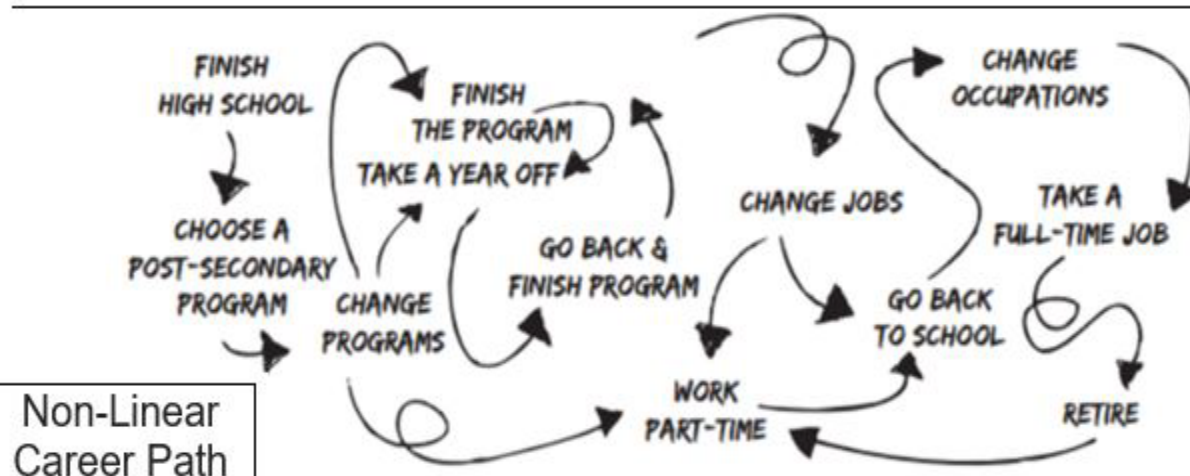 FINISH
HIGH SCHOOL
CHOOSE A
POST-SECONDARY
PROGRAM
CHANGE
PROGRAMS
FINISH
THE PROGRAM
TAKE A YEAR OFF
GO BACK &
FINISH PROGRAM
CHANGE JOBS
WORK
PART-TIME
GO BACK
TO SCHOOL
CHANGE
OCCUPATIONS
TAKE A
FULL-TIME JOB
RETIRE
Non-Linear
Career Path